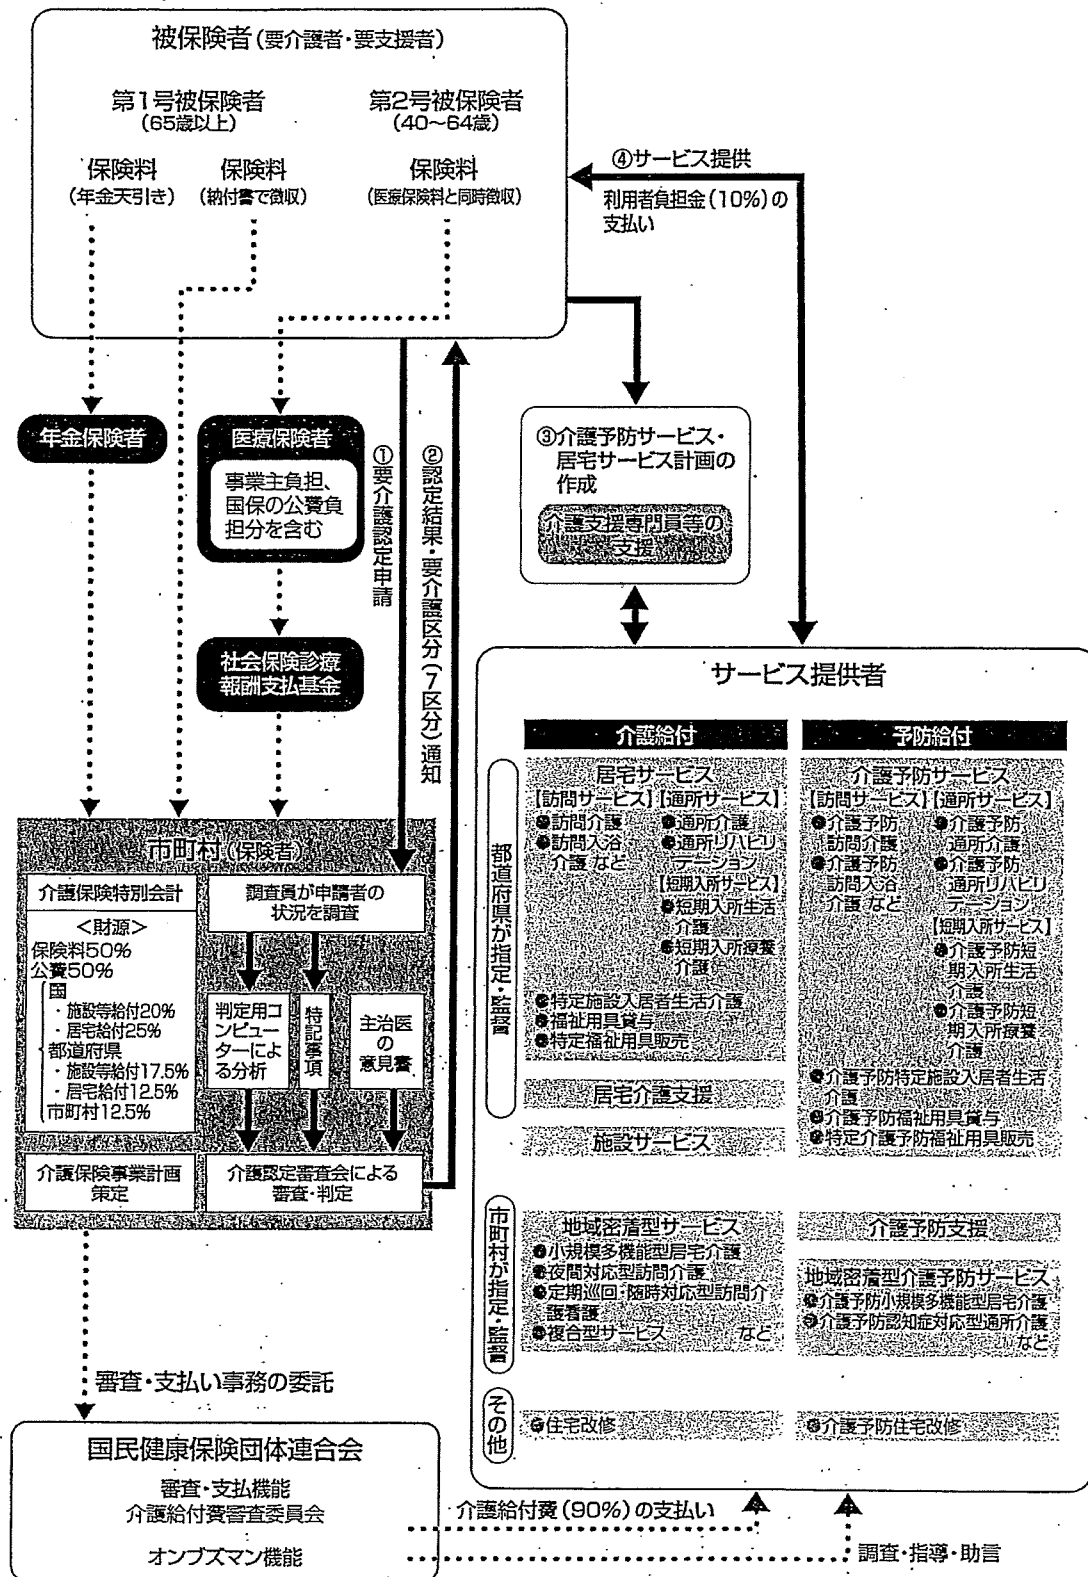 被保険者(要介護者・要支援者)
第1号被保険者
(65歳以上)
第2号被保険者
(40〜64歳)
保険料
(年金天引き)
保険料
(納付書で徴収)
保険料
(医療保険料と同時徴収)
④サービス提供
利用者負担金(10%)の
支払い
年金保険者
医療保険者
事業主負担、
国保の公費負
担分を含む
①要介護認定申請
②認定結果・要介護区分(7区分)通知
③介護予防サービス・
居宅サービス計画の
作成
介護支援専門員等の
支援
社会保険診療
報酬支払基金
市町村(保険者)
介護保険特別会計
<財源>
保険料50%
公費50%
国
・施設等給付20%
・居宅給付25%
都道府県
・施設等給付17.5%
・居宅給付12.5%
市町村12.5%
介護保険事業計画
策定
調査員が申請者の
状況を調査
判定用コ
ンピュー
ターによ
る分析
特記事項
主治医
の
意見書
介護認定審査会による
審査・判定
サービス提供者
都道府県が指定・監督
介護給付
居宅サービス
【訪問サービス】
●訪問介護
●訪問入浴
介護 など
【通所サービス】
●通所介護
●通所リハビリ
テーション
【短期入所サービス】
●短期入所生活
介護
●短期入所療養
介護
●特定施設入居者生活介護
●福祉用具貸与
●特定福祉用具販売
居宅介護支援
施設サービス
予防給付
介護予防サービス
【訪問サービス】
●介護予防
訪問介護
●介護予防
訪問入浴
介護 など
【通所サービス】
●介護予防
通所介護
●介護予防
通所リハビリ
テーション
【短期入所サービス】
●介護予防短
期入所生活
介護
●介護予防短
期入所療養
介護
●介護予防特定施設入居者生活
介護
●介護予防福祉用具貸与
●特定介護予防福祉用具販売
市町村が指定・監督
地域密着型サービス
●小規模多機能型居宅介護
●夜間対応型訪問介護
●定期巡回・随時対応型訪問介
護看護
●複合型サービス など
介護予防支援
地域密着型介護予防サービス
●介護予防小規模多機能型居宅介護
●介護予防認知症対応型通所介護
など
その他
●住宅改修
●介護予防住宅改修
審査・支払い事務の委託
国民健康保険団体連合会
審査・支払機能
介護給付費審査委員会
オンブズマン機能
介護給付費(90%)の支払い
調査・指導・助言